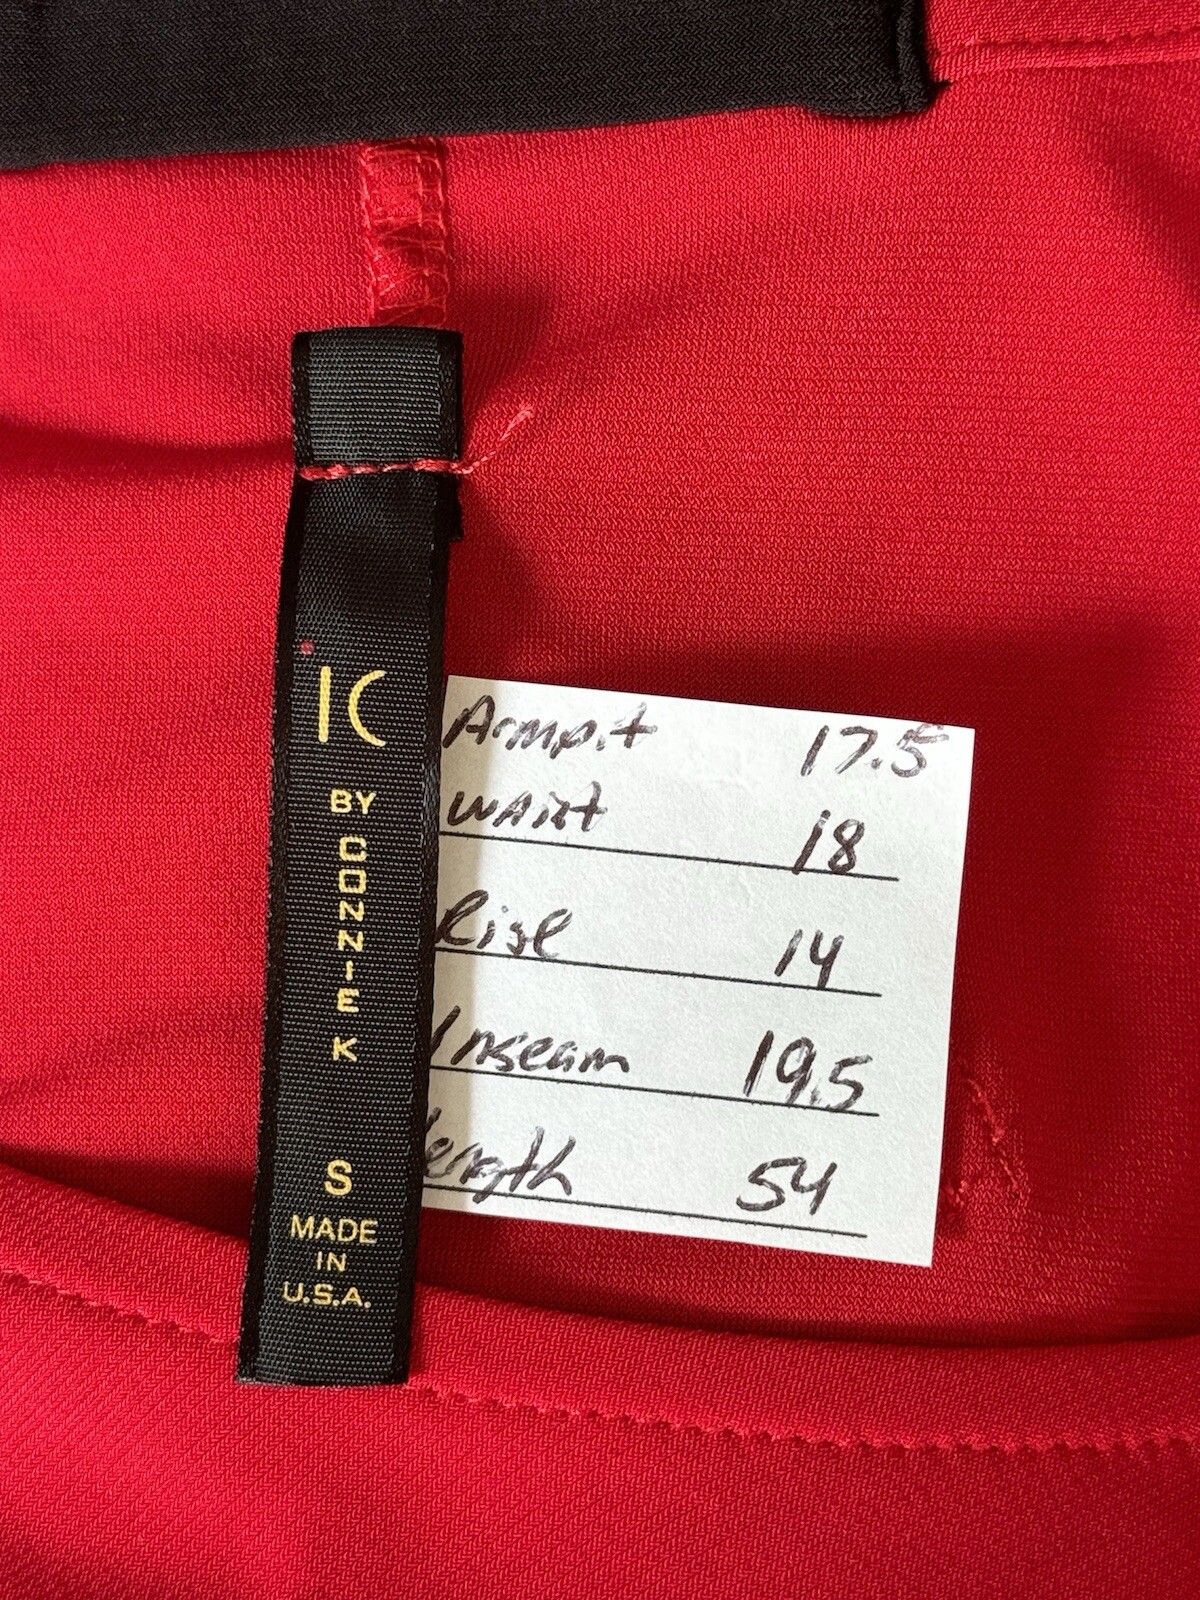 IC
BY
CONNIE K
S
MADE
IN
U.S.A.
Armpit 17.5
Waist 18
Rise 14
Inseam 19.5
length 54